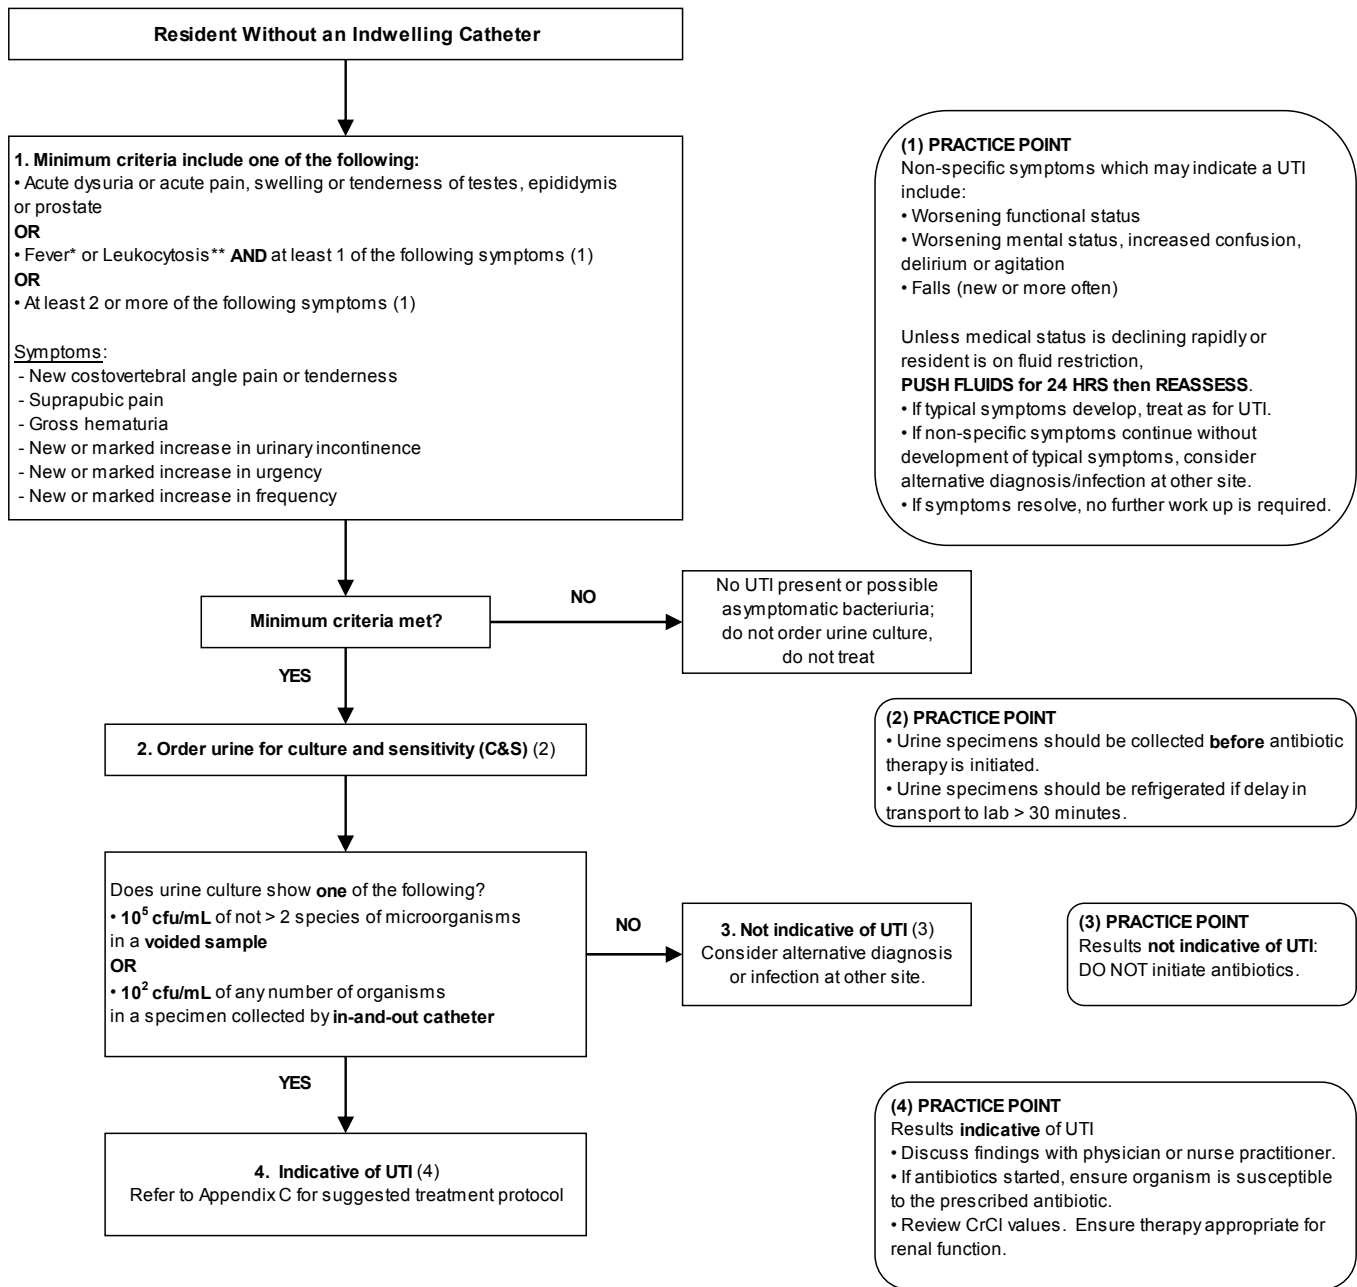 Resident Without an Indwelling Catheter
1. Minimum criteria include one of the following:
• Acute dysuria or acute pain, swelling or tenderness of testes, epididymis
or prostate
OR
• Fever* or Leukocytosis** AND at least 1 of the following symptoms (1)
OR
• At least 2 or more of the following symptoms (1)
Symptoms:
- New costovertebral angle pain or tenderness
- Suprapubic pain
- Gross hematuria
- New or marked increase in urinary incontinence
- New or marked increase in urgency
- New or marked increase in frequency
(1) PRACTICE POINT
Non-specific symptoms which may indicate a UTI
include:
• Worsening functional status
• Worsening mental status, increased confusion,
delirium or agitation
• Falls (new or more often)
Unless medical status is declining rapidly or
resident is on fluid restriction,
PUSH FLUIDS for 24 HRS then REASSESS.
• If typical symptoms develop, treat as for UTI.
• If non-specific symptoms continue without
development of typical symptoms, consider
alternative diagnosis/infection at other site.
• If symptoms resolve, no further work up is required.
Minimum criteria met?
NO
No UTI present or possible
asymptomatic bacteriuria;
do not order urine culture,
do not treat
YES
2. Order urine for culture and sensitivity (C&S) (2)
(2) PRACTICE POINT
• Urine specimens should be collected before antibiotic
therapy is initiated.
• Urine specimens should be refrigerated if delay in
transport to lab > 30 minutes.
Does urine culture show one of the following?
• 10⁵ cfu/mL of not > 2 species of microorganisms
in a voided sample
OR
• 10² cfu/mL of any number of organisms
in a specimen collected by in-and-out catheter
NO
3. Not indicative of UTI (3)
Consider alternative diagnosis
or infection at other site.
(3) PRACTICE POINT
Results not indicative of UTI:
DO NOT initiate antibiotics.
YES
4. Indicative of UTI (4)
Refer to Appendix C for suggested treatment protocol
(4) PRACTICE POINT
Results indicative of UTI
• Discuss findings with physician or nurse practitioner.
• If antibiotics started, ensure organism is susceptible
to the prescribed antibiotic.
• Review CrCl values. Ensure therapy appropriate for
renal function.